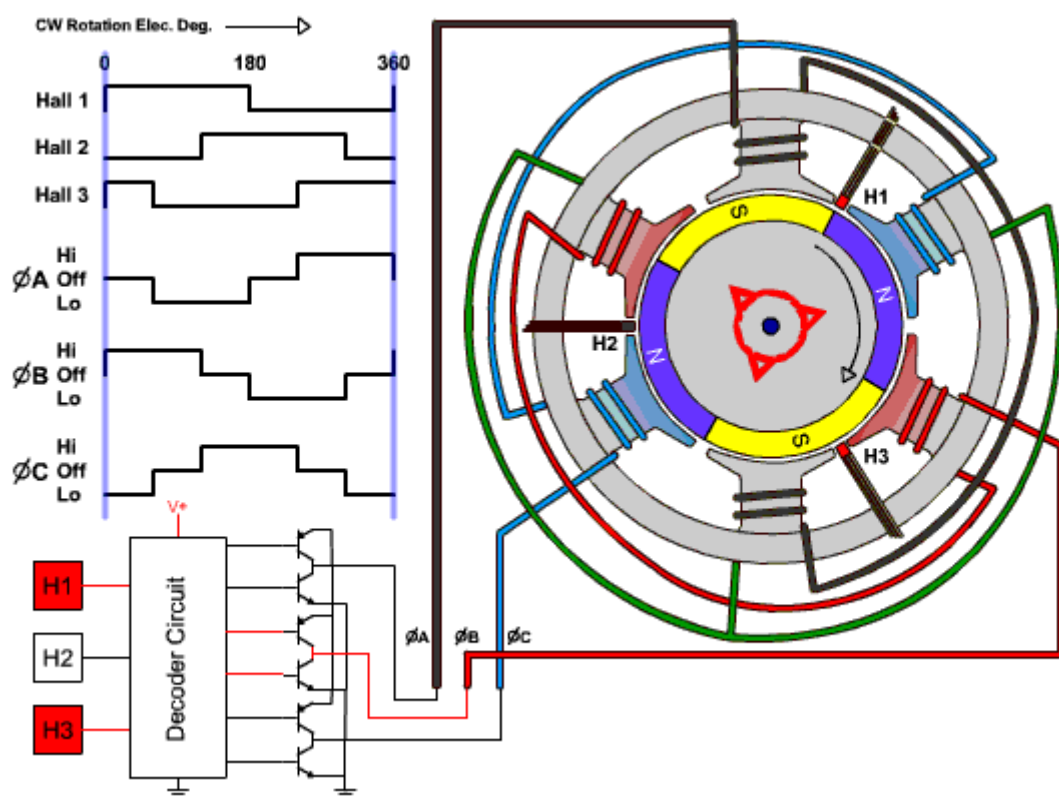 CW Rotation Elec. Deg.
0 180 360
Hall 1
Hall 2
Hall 3
Hi
ØA Off
Lo
Hi
ØB Off
Lo
Hi
ØC Off
Lo
V+
H1
H2
H3
Decoder Circuit
ØA ØB ØC
H1
H2
H3
S
N
N
S